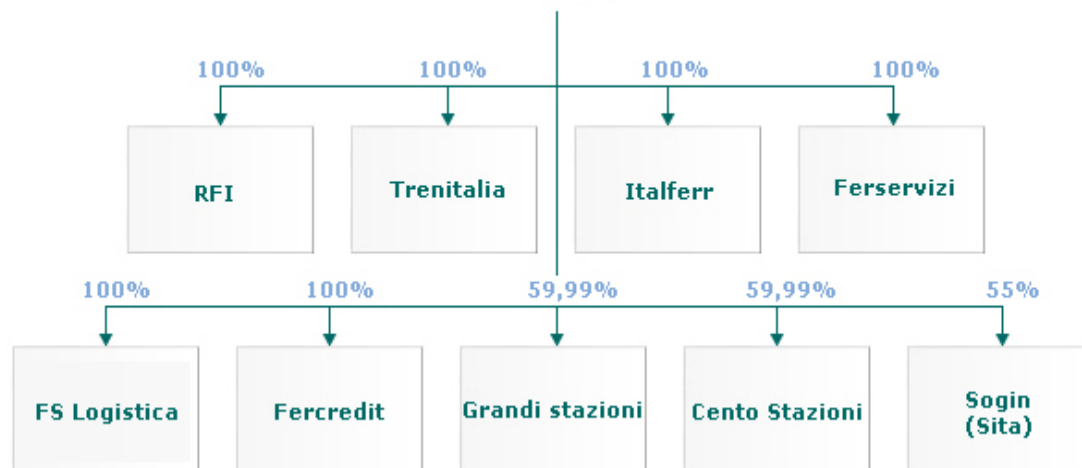 100% 100% 100% 100%
RFI Trenitalia Italferr Ferservizi
100% 100% 59,99% 59,99% 55%
FS Logistica Fercredit Grandi stazioni Cento Stazioni Sogin
(Sita)